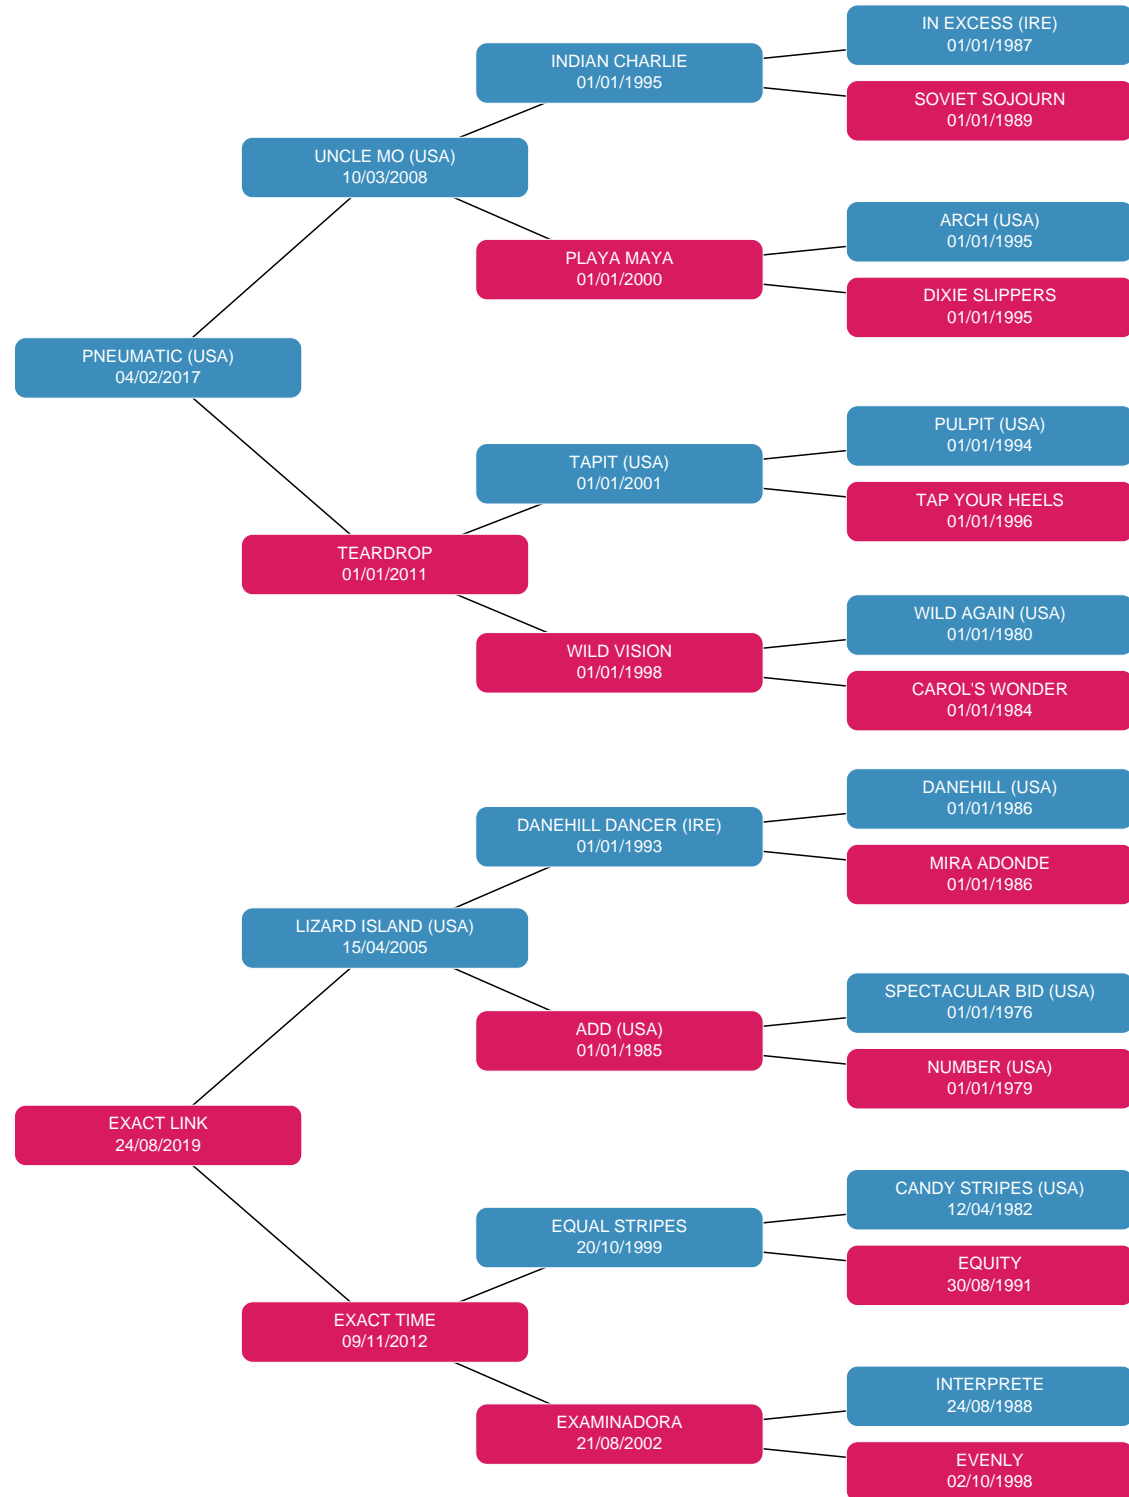 IN EXCESS (IRE)
01/01/1987
INDIAN CHARLIE
01/01/1995
SOVIET SOJOURN
01/01/1989
UNCLE MO (USA)
10/03/2008
ARCH (USA)
01/01/1995
PLAYA MAYA
01/01/2000
DIXIE SLIPPERS
01/01/1995
PNEUMATIC (USA)
04/02/2017
PULPIT (USA)
01/01/1994
TAPIT (USA)
01/01/2001
TAP YOUR HEELS
01/01/1996
TEARDROP
01/01/2011
WILD AGAIN (USA)
01/01/1980
WILD VISION
01/01/1998
CAROL'S WONDER
01/01/1984
DANEHILL (USA)
01/01/1986
DANEHILL DANCER (IRE)
01/01/1993
MIRA ADONDE
01/01/1986
LIZARD ISLAND (USA)
15/04/2005
SPECTACULAR BID (USA)
01/01/1976
ADD (USA)
01/01/1985
NUMBER (USA)
01/01/1979
EXACT LINK
24/08/2019
CANDY STRIPES (USA)
12/04/1982
EQUAL STRIPES
20/10/1999
EQUITY
30/08/1991
EXACT TIME
09/11/2012
INTERPRETE
24/08/1988
EXAMINADORA
21/08/2002
EVENLY
02/10/1998